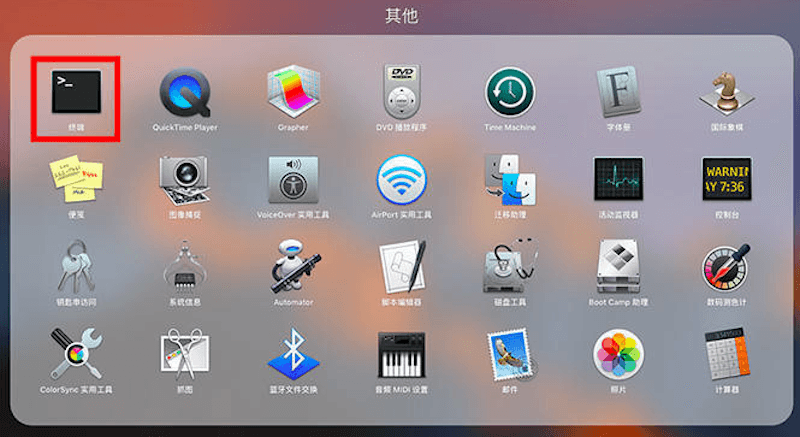 其他
>_
DVD
F
WARNIN
AY 7:36
终端
QuickTime Player
Grapher
DVD 播放程序
Time Machine
字体册
国际象棋
便笺
图像捕捉
VoiceOver 实用工具
AirPort 实用工具
迁移助理
活动监视器
控制台
钥匙串访问
系统信息
Automator
脚本编辑器
磁盘工具
Boot Camp 助理
数码测色计
ColorSync 实用工具
抓图
蓝牙文件交换
音频 MIDI 设置
邮件
照片
计算器